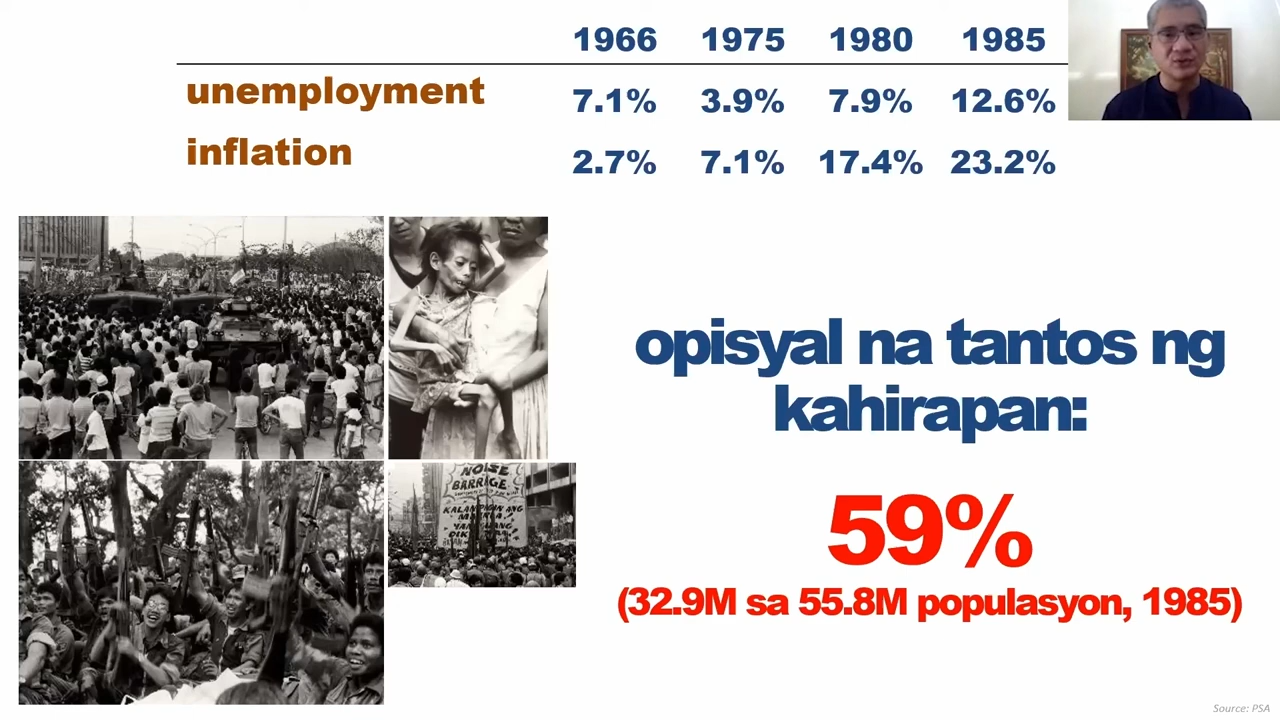 1966 1975 1980 1985
unemployment 7.1% 3.9% 7.9% 12.6%
inflation 2.7% 7.1% 17.4% 23.2%
opisyal na tantos ng
kahirapan:
59%
(32.9M sa 55.8M populasyon, 1985)
NOISE
BARRAGE
KALAMPAGIN ANG
Source: PSA